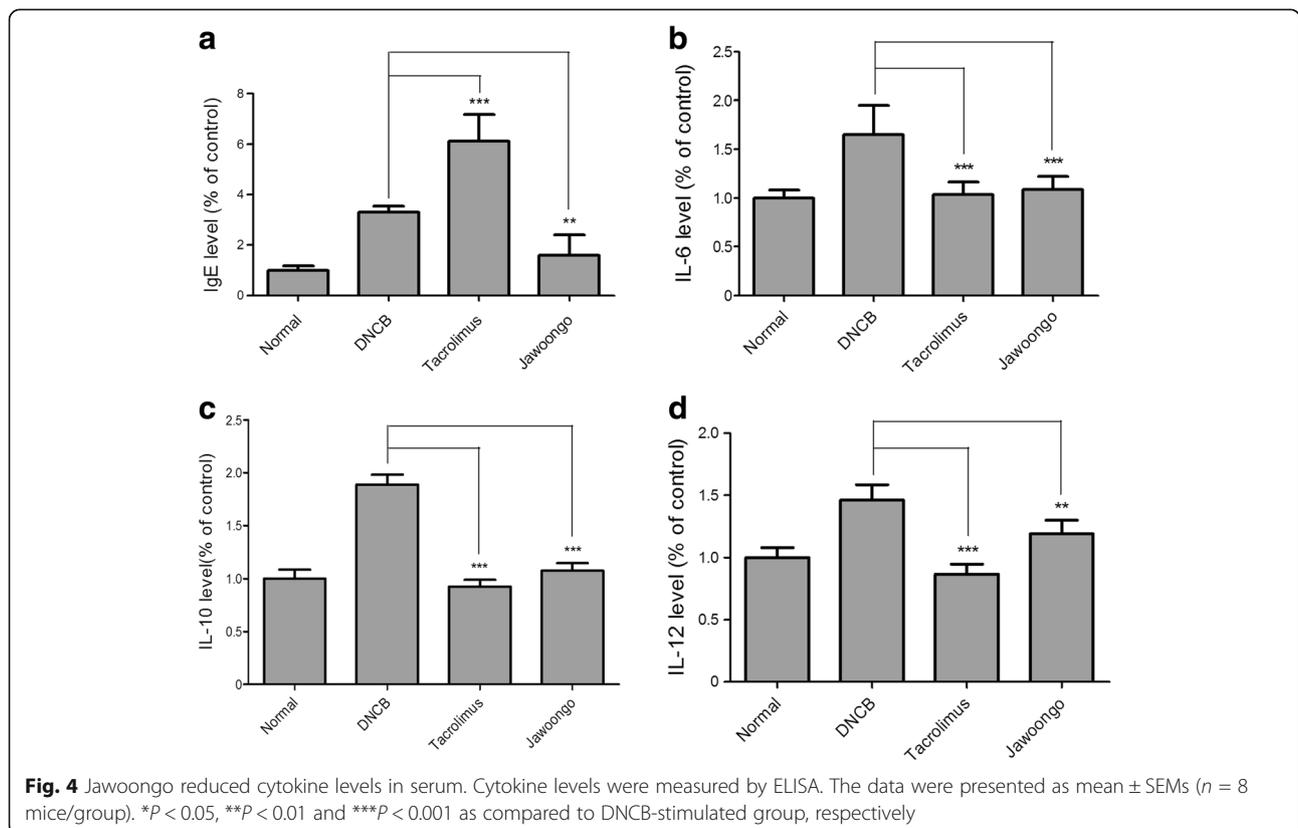 a
IgE level (% of control)
8
6
4
2
0
***
**
Normal
DNCB
Tacrolimus
Jawoongo
b
IL-6 level (% of control)
2.5
2.0
1.5
1.0
0.5
0
***
***
Normal
DNCB
Tacrolimus
Jawoongo
c
IL-10 level(% of control)
2.5
2.0
1.5
1.0
0.5
0
***
***
Normal
DNCB
Tacrolimus
Jawoongo
d
IL-12 level (% of control)
2.0
1.5
1.0
0.5
0
***
**
Normal
DNCB
Tacrolimus
Jawoongo
Fig. 4 Jawoongo reduced cytokine levels in serum. Cytokine levels were measured by ELISA. The data were presented as mean ± SEMs (n = 8
mice/group). *P < 0.05, **P < 0.01 and ***P < 0.001 as compared to DNCB-stimulated group, respectively